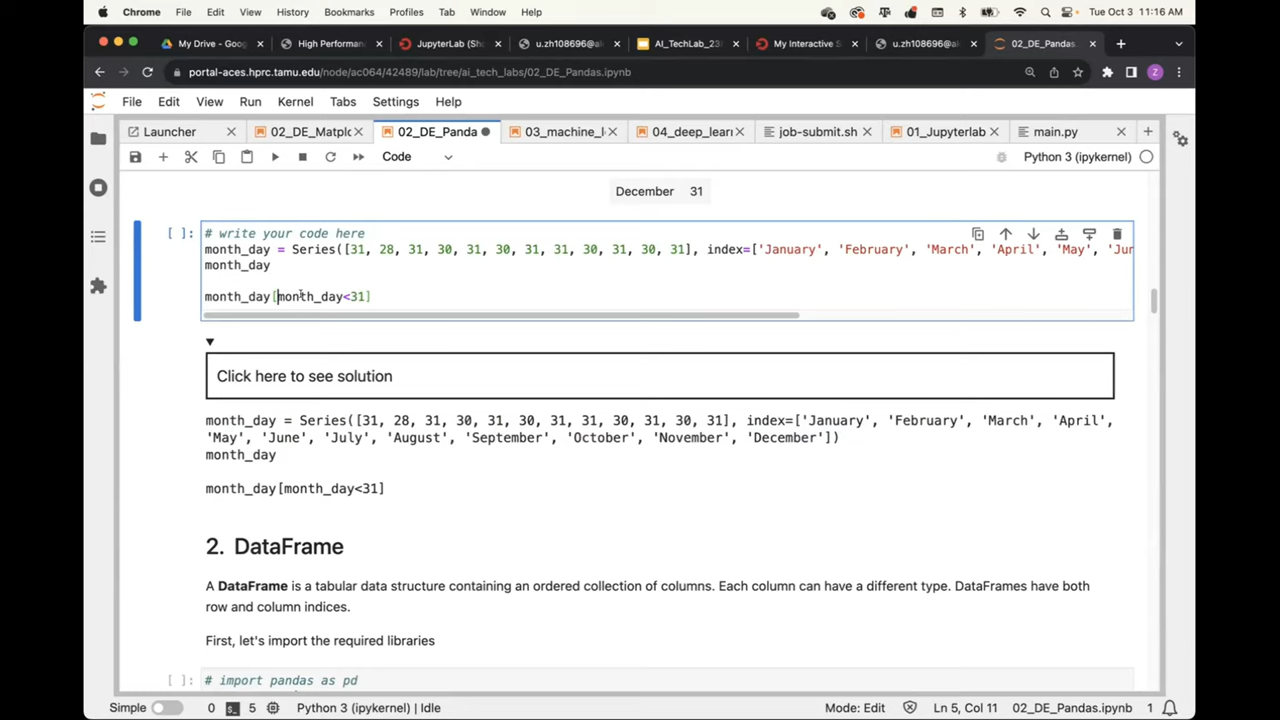 Chrome File Edit View History Bookmarks Profiles Tab Window Help Tue Oct 3 11:16 AM
My Drive - Goo High Performan JupyterLab (Sho u.zh108696@al AI_TechLab_23 My Interactive S u.zh108696@al 02_DE_Pandas
portal-aces.hprc.tamu.edu/node/ac064/42489/lab/tree/ai_tech_labs/02_DE_Pandas.ipynb Z
File Edit View Run Kernel Tabs Settings Help
Launcher 02_DE_Matplo 02_DE_Panda 03_machine_l 04_deep_learn job-submit.sh 01_Jupyterlab main.py
Code Python 3 (ipykernel)
December 31
[ ]: # write your code here
month_day = Series([31, 28, 31, 30, 31, 30, 31, 31, 30, 31, 30, 31], index=['January', 'February', 'March', 'April', 'May', 'Jun
month_day
month_day[month_day<31]
Click here to see solution
month_day = Series([31, 28, 31, 30, 31, 30, 31, 31, 30, 31, 30, 31], index=['January', 'February', 'March', 'April',
'May', 'June', 'July', 'August', 'September', 'October', 'November', 'December'])
month_day
month_day[month_day<31]
2. DataFrame
A DataFrame is a tabular data structure containing an ordered collection of columns. Each column can have a different type. DataFrames have both
row and column indices.
First, let's import the required libraries
[ ]: # import pandas as pd
Simple 0 5 Python 3 (ipykernel) | Idle Mode: Edit Ln 5, Col 11 02_DE_Pandas.ipynb 1